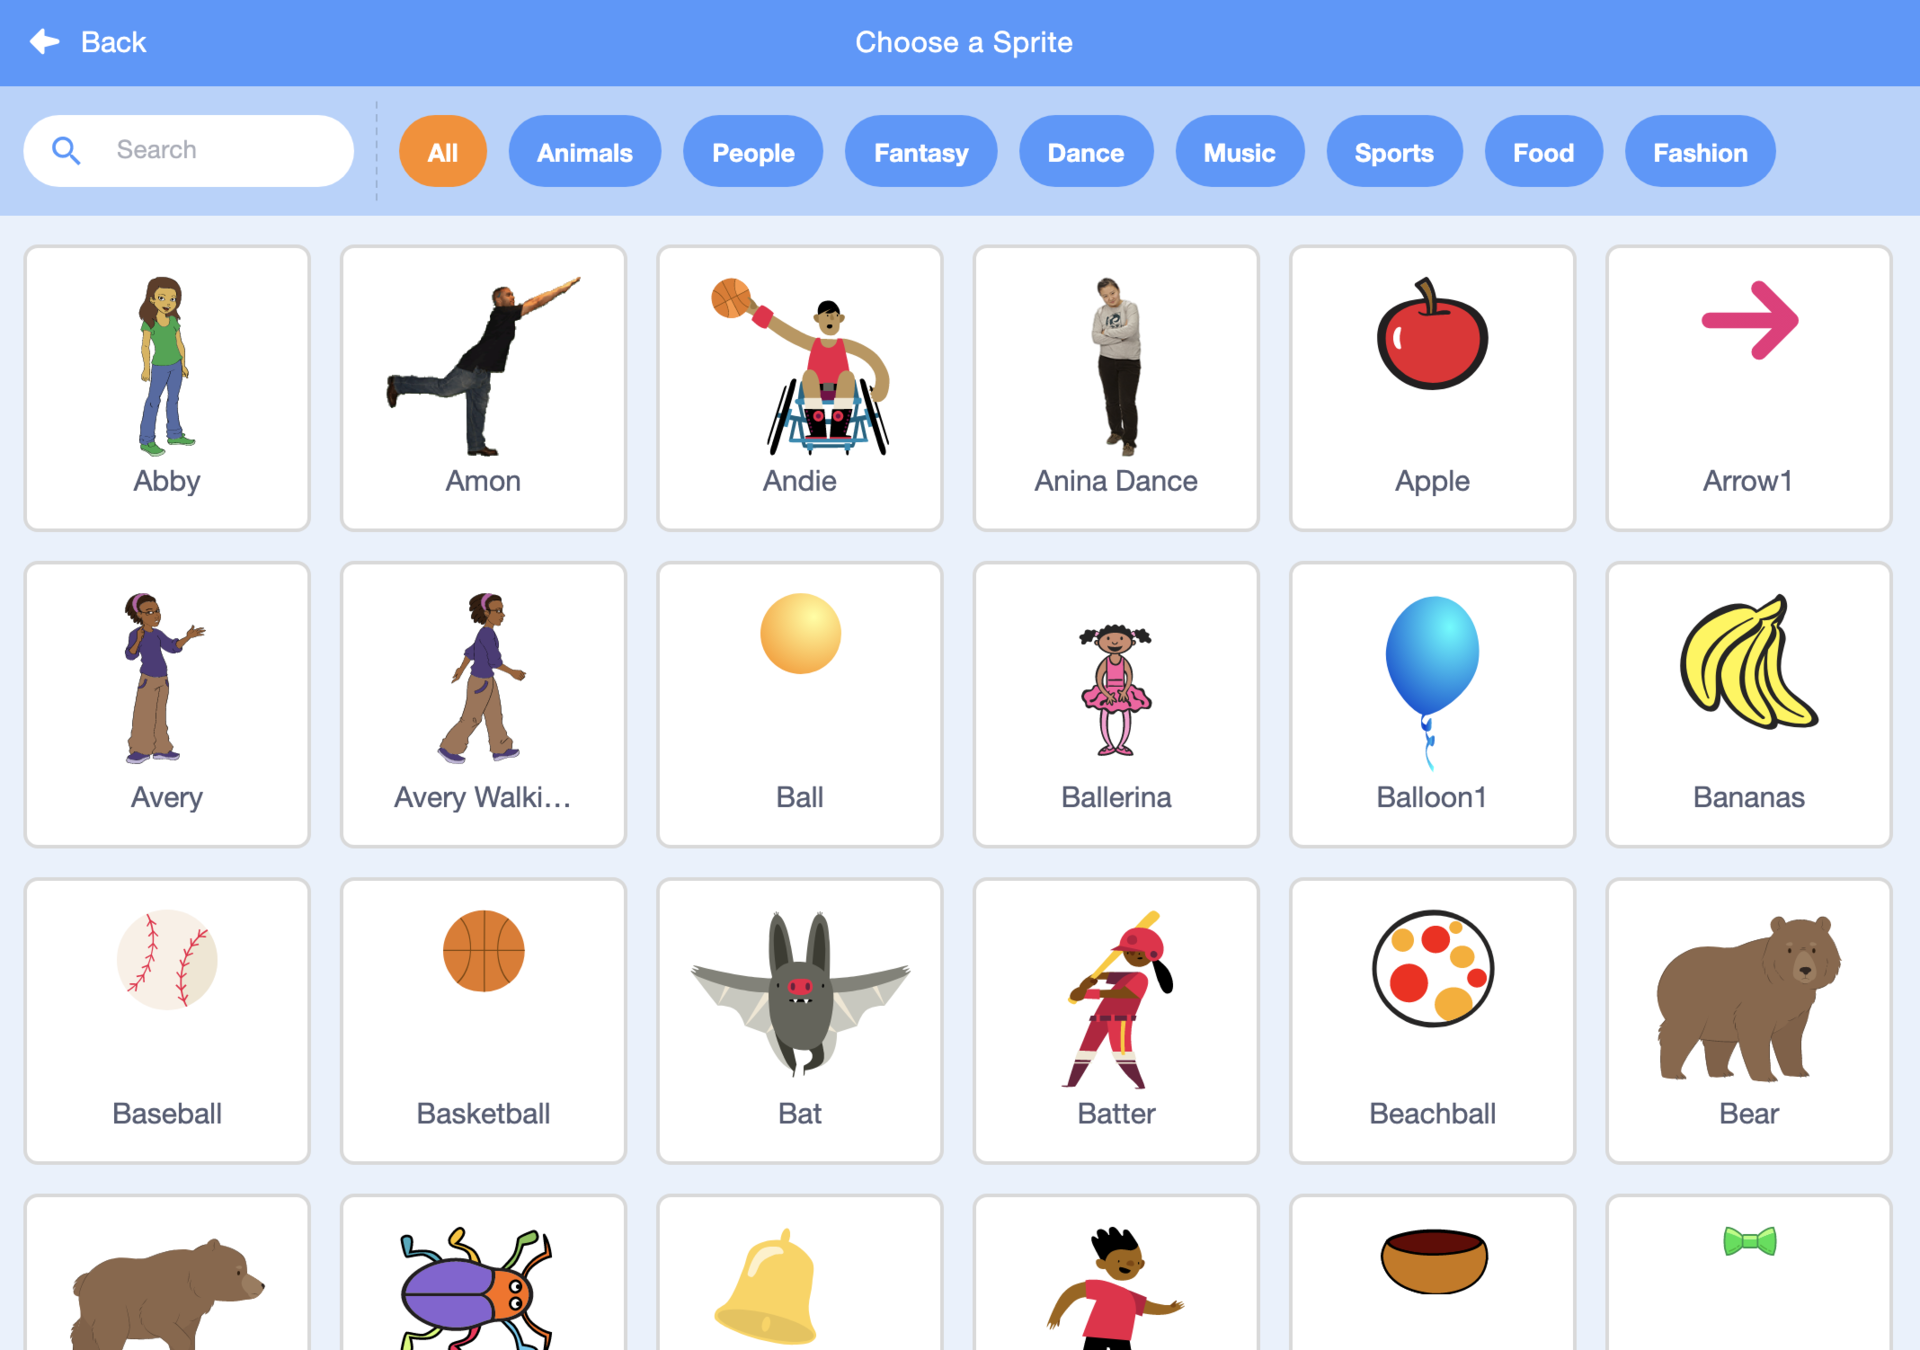 Back
Choose a Sprite
Search
All
Animals
People
Fantasy
Dance
Music
Sports
Food
Fashion
Abby
Amon
Andie
Anina Dance
Apple
Arrow1
Avery
Avery Walki...
Ball
Ballerina
Balloon1
Bananas
Baseball
Basketball
Bat
Batter
Beachball
Bear